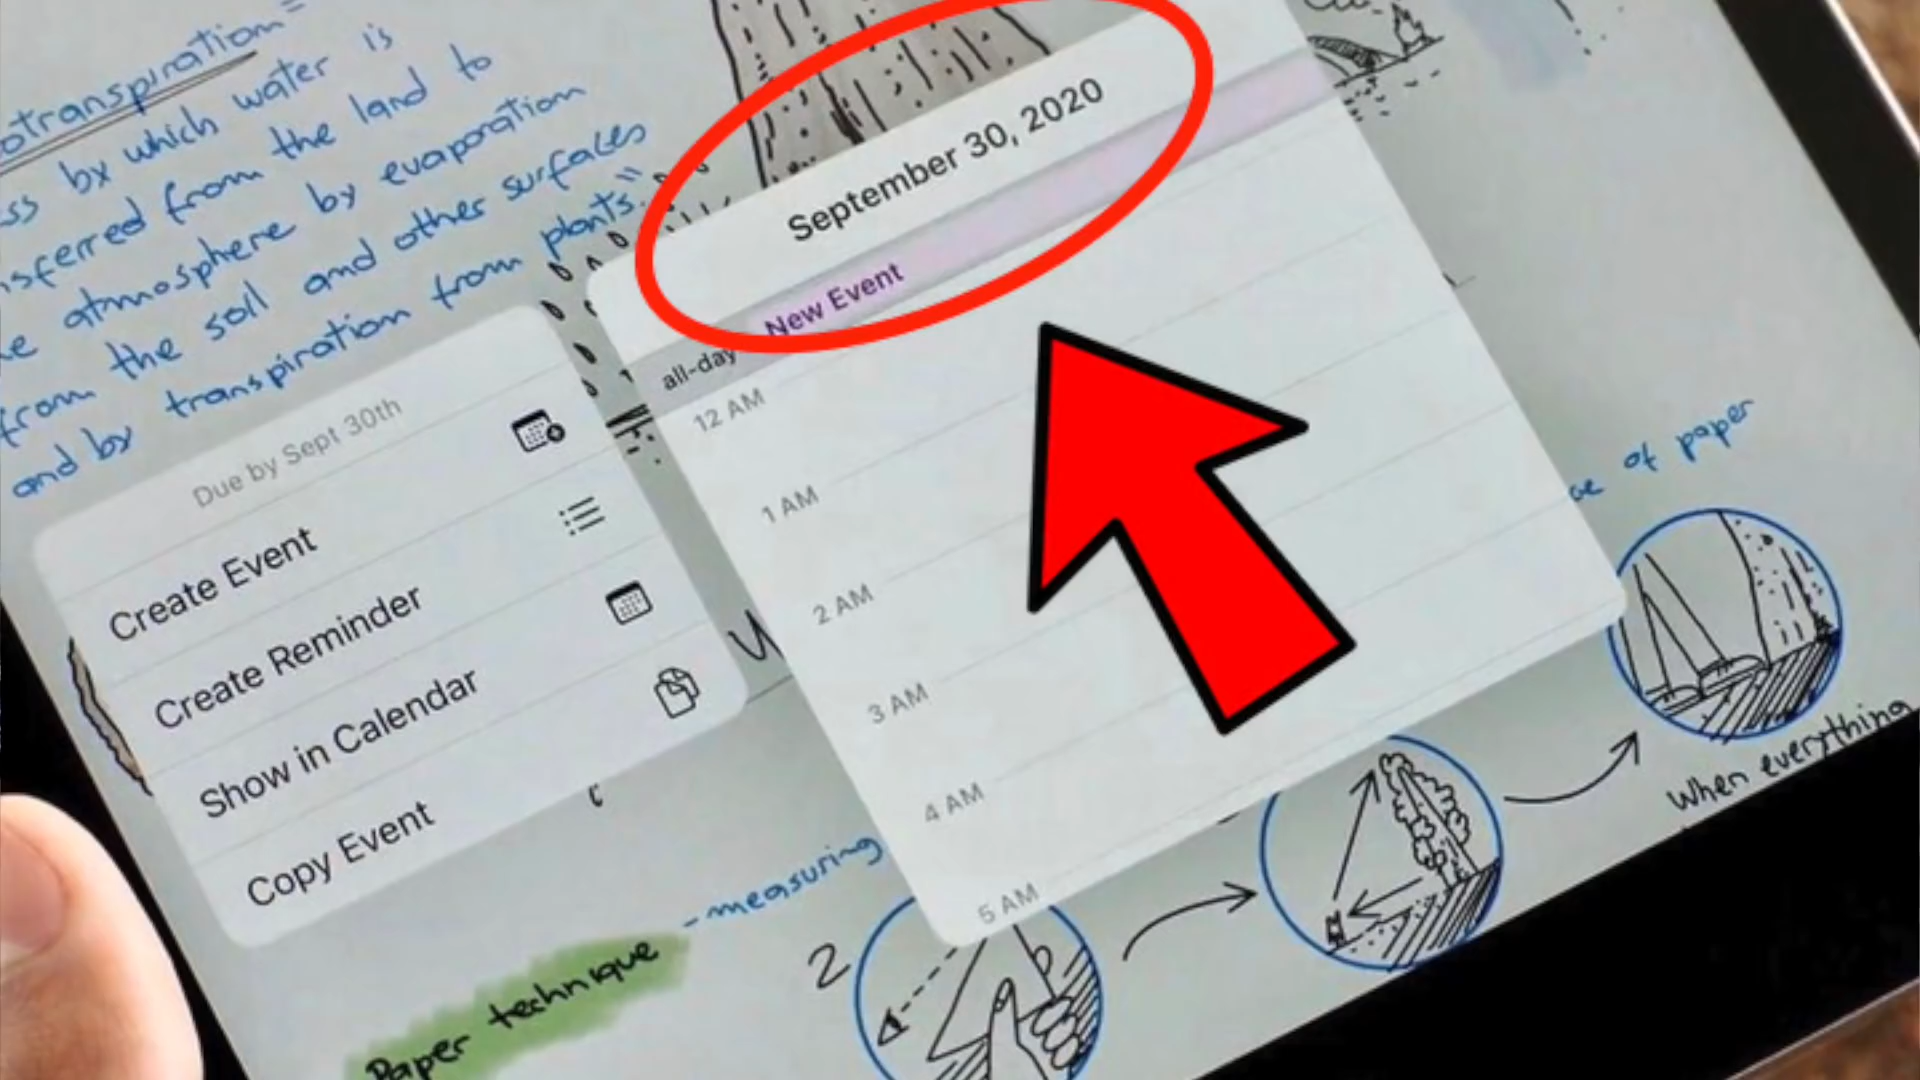 otranspiration"
ss by which water is
nsferred from the land to
e atmosphere by evaporation
from the soil and other surfaces
and by transpiration from plants."
September 30, 2020
New Event
all-day
12 AM
1 AM
2 AM
3 AM
4 AM
5 AM
Due by Sept 30th
Create Event
Create Reminder
Show in Calendar
Copy Event
of paper
When everything
- measuring
2
Paper technique